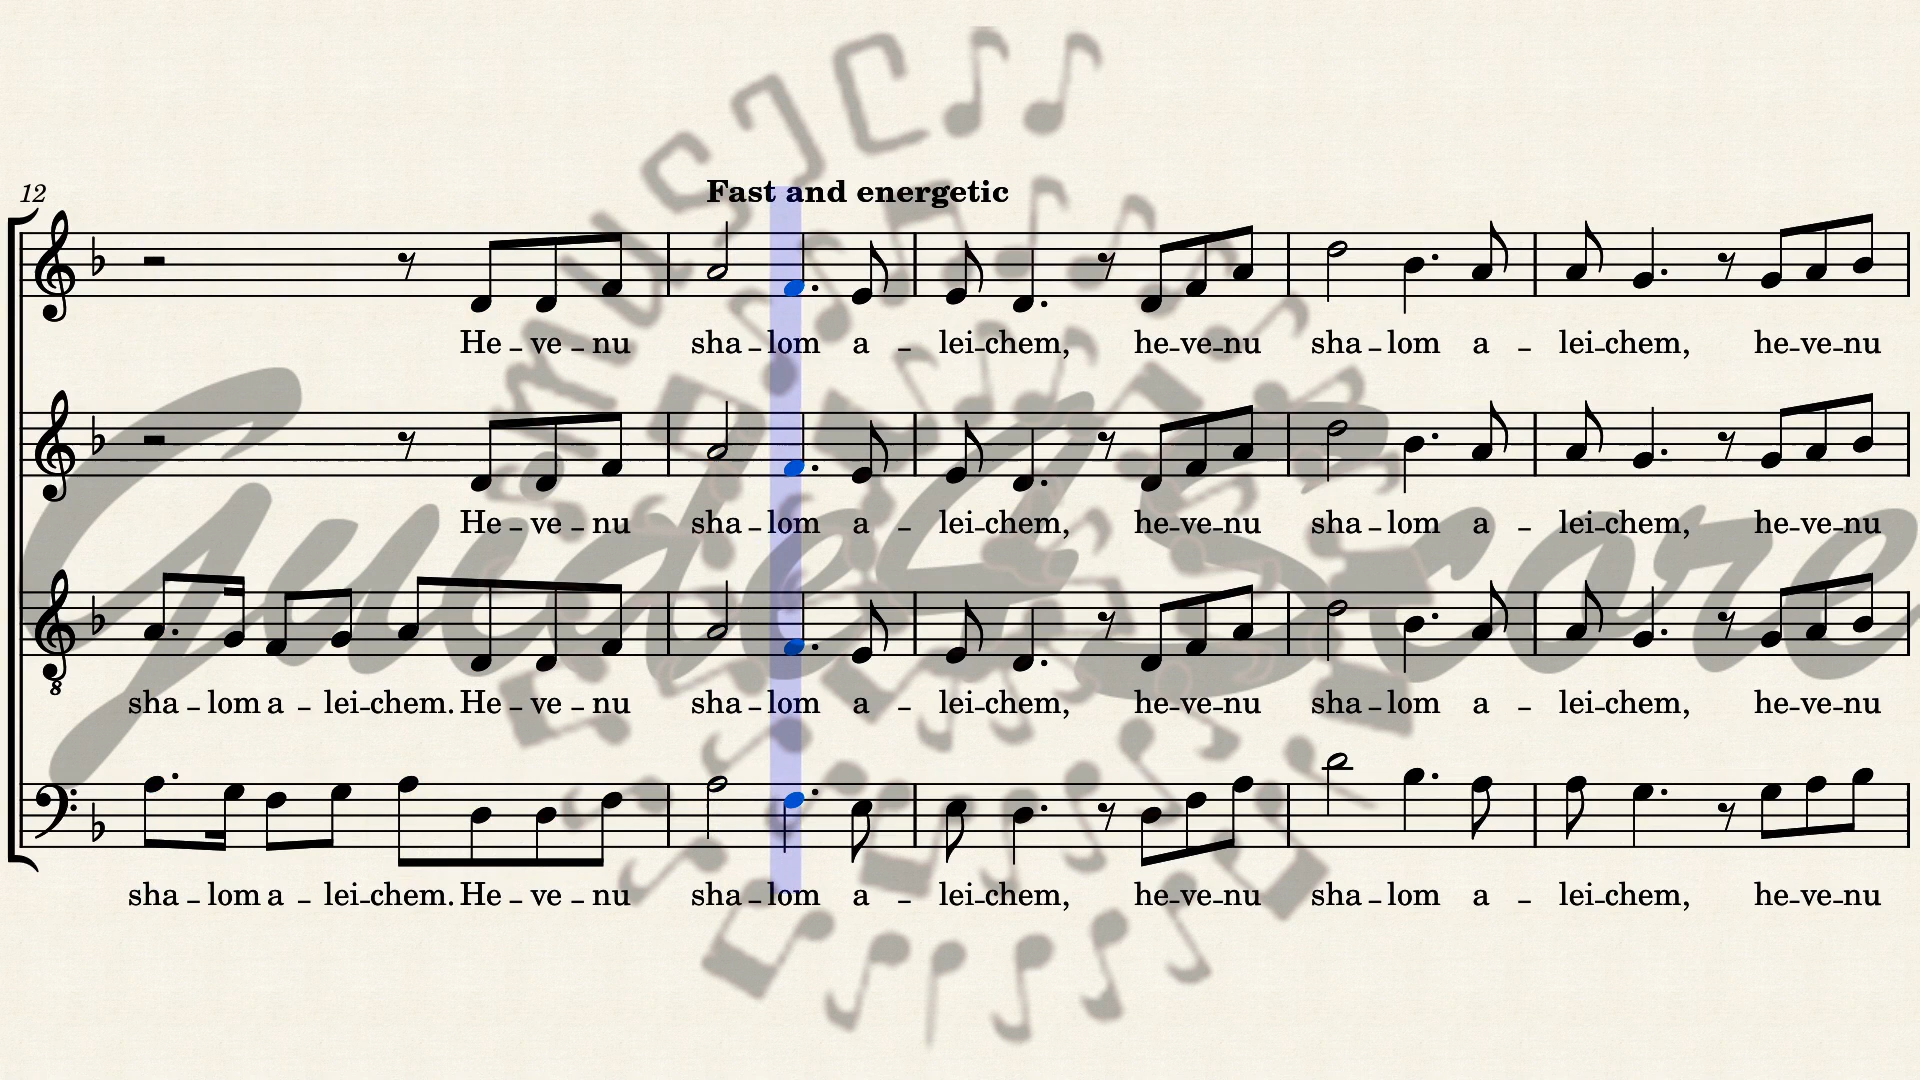 musjc
12
Fast and energetic
He - ve - nu sha - lom a - lei - chem, he - ve - nu sha - lom a - lei - chem, he - ve - nu
He - ve - nu sha - lom a - lei - chem, he - ve - nu sha - lom a - lei - chem, he - ve - nu
Guided Score
8
sha - lom a - lei - chem. He - ve - nu sha - lom a - lei - chem, he - ve - nu sha - lom a - lei - chem, he - ve - nu
sha - lom a - lei - chem. He - ve - nu sha - lom a - lei - chem, he - ve - nu sha - lom a - lei - chem, he - ve - nu